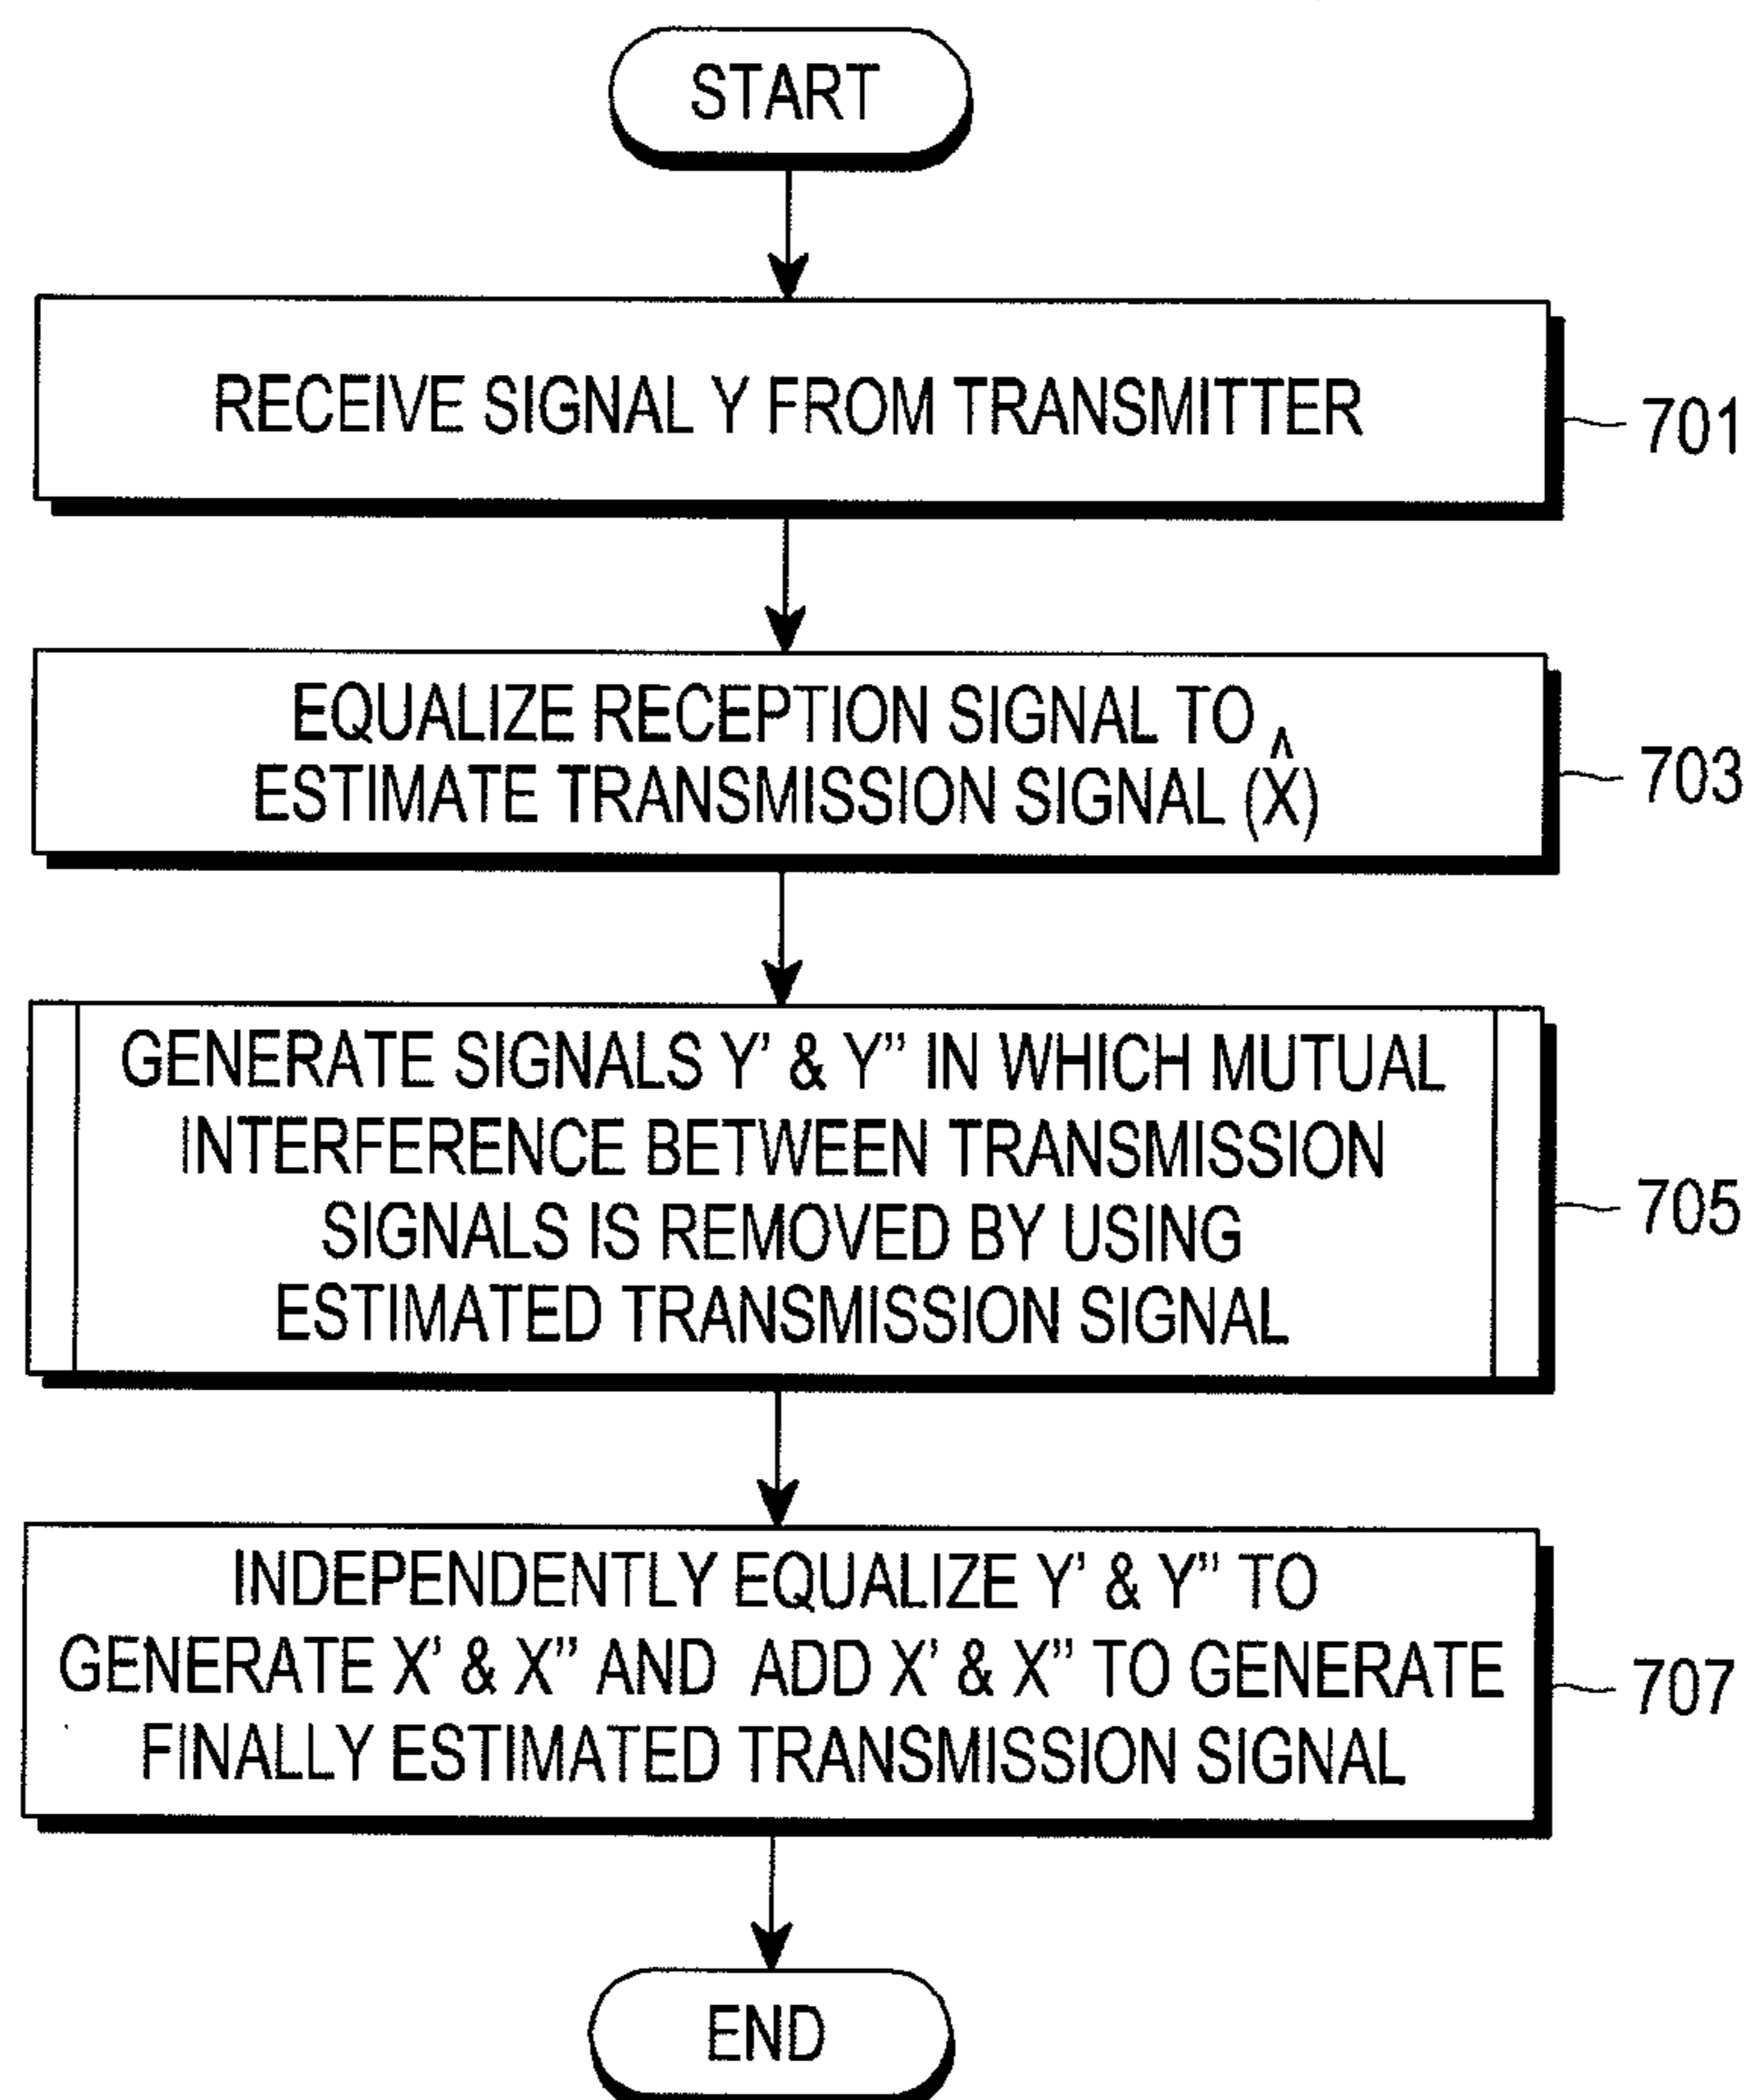 START
RECEIVE SIGNAL Y FROM TRANSMITTER
701
EQUALIZE RECEPTION SIGNAL TO
ESTIMATE TRANSMISSION SIGNAL (X̂)
703
GENERATE SIGNALS Y' & Y" IN WHICH MUTUAL
INTERFERENCE BETWEEN TRANSMISSION
SIGNALS IS REMOVED BY USING
ESTIMATED TRANSMISSION SIGNAL
705
INDEPENDENTLY EQUALIZE Y' & Y" TO
GENERATE X' & X" AND ADD X' & X" TO GENERATE
FINALLY ESTIMATED TRANSMISSION SIGNAL
707
END